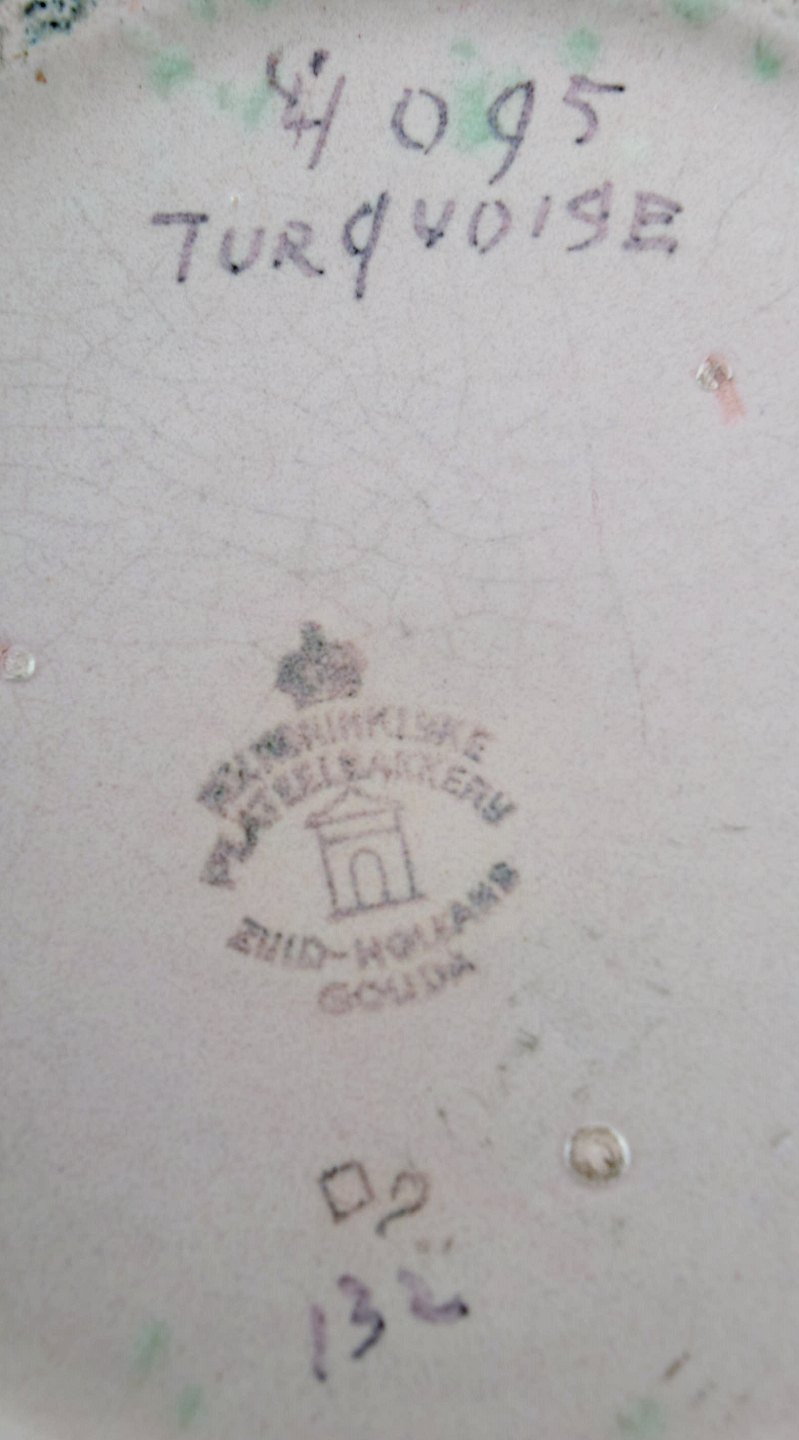 4095
TURQUOISE
KONINKLIJKE
PLATEELBAKKERIJ
ZUID-HOLLAND
GOUDA
132